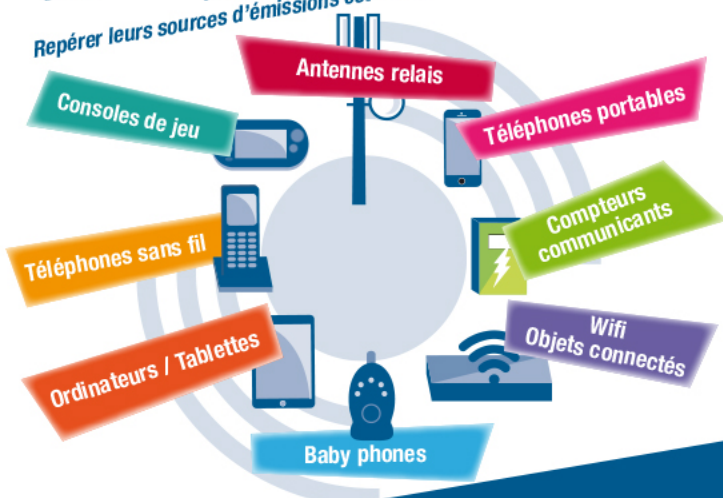 Repérer leurs sources d'émissions
Antennes relais
Consoles de jeu
Téléphones portables
Compteurs
communicants
Téléphones sans fil
Wifi
Objets connectés
Ordinateurs / Tablettes
Baby phones